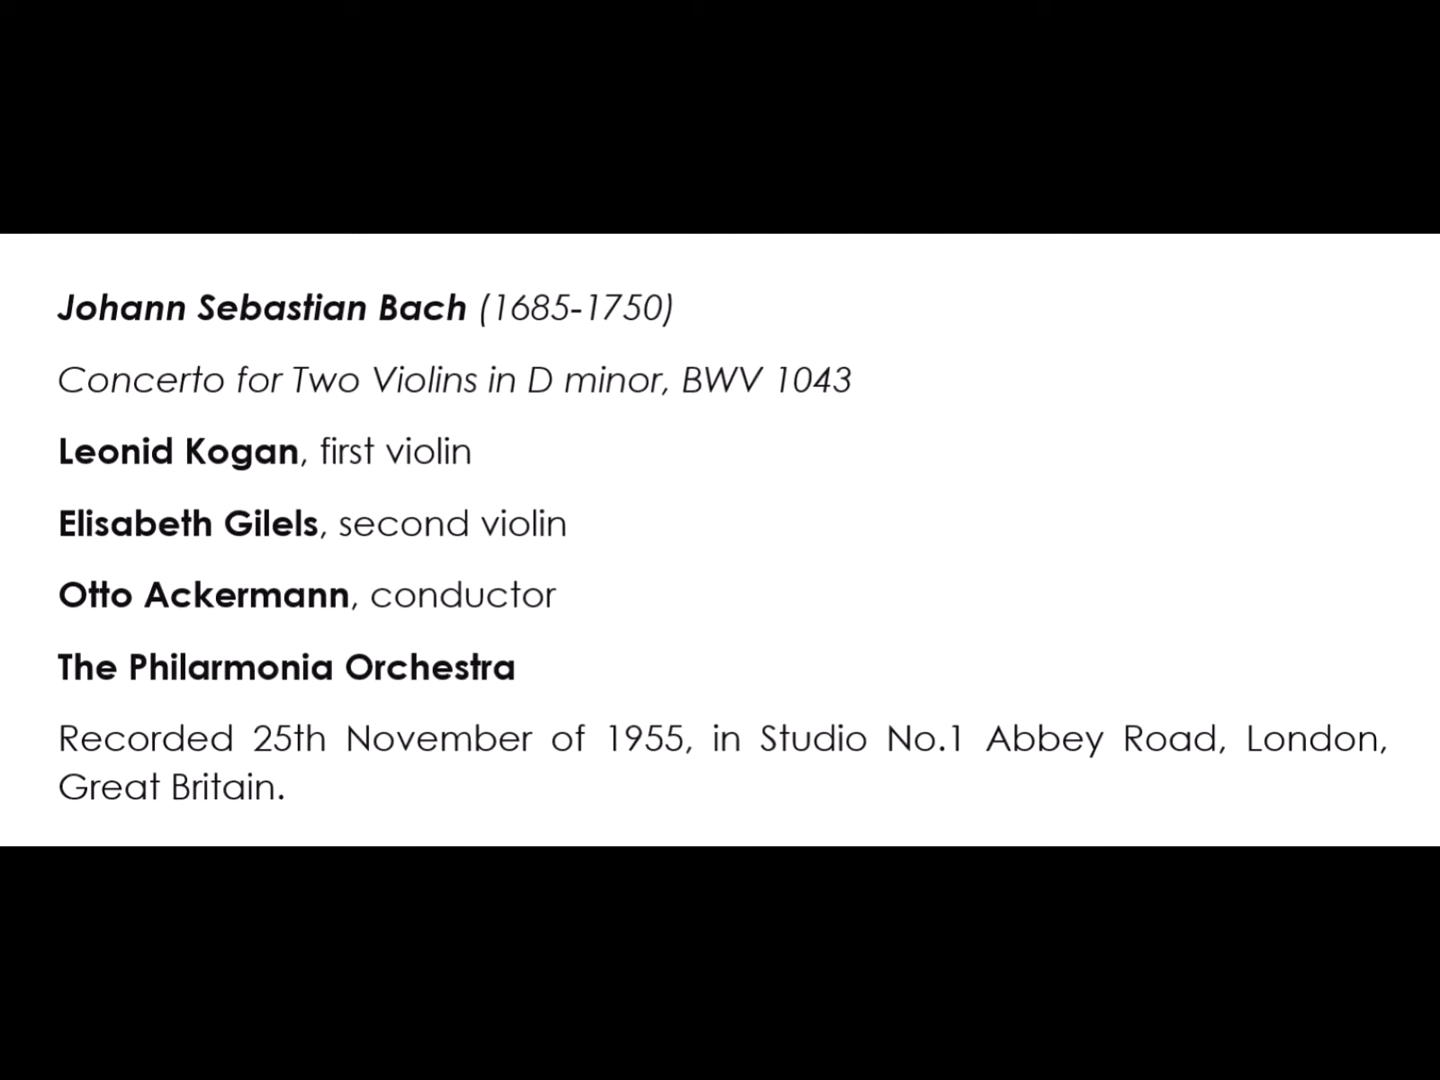 Johann Sebastian Bach (1685-1750)
Concerto for Two Violins in D minor, BWV 1043
Leonid Kogan, first violin
Elisabeth Gilels, second violin
Otto Ackermann, conductor
The Philarmonia Orchestra
Recorded 25th November of 1955, in Studio No.1 Abbey Road, London,
Great Britain.